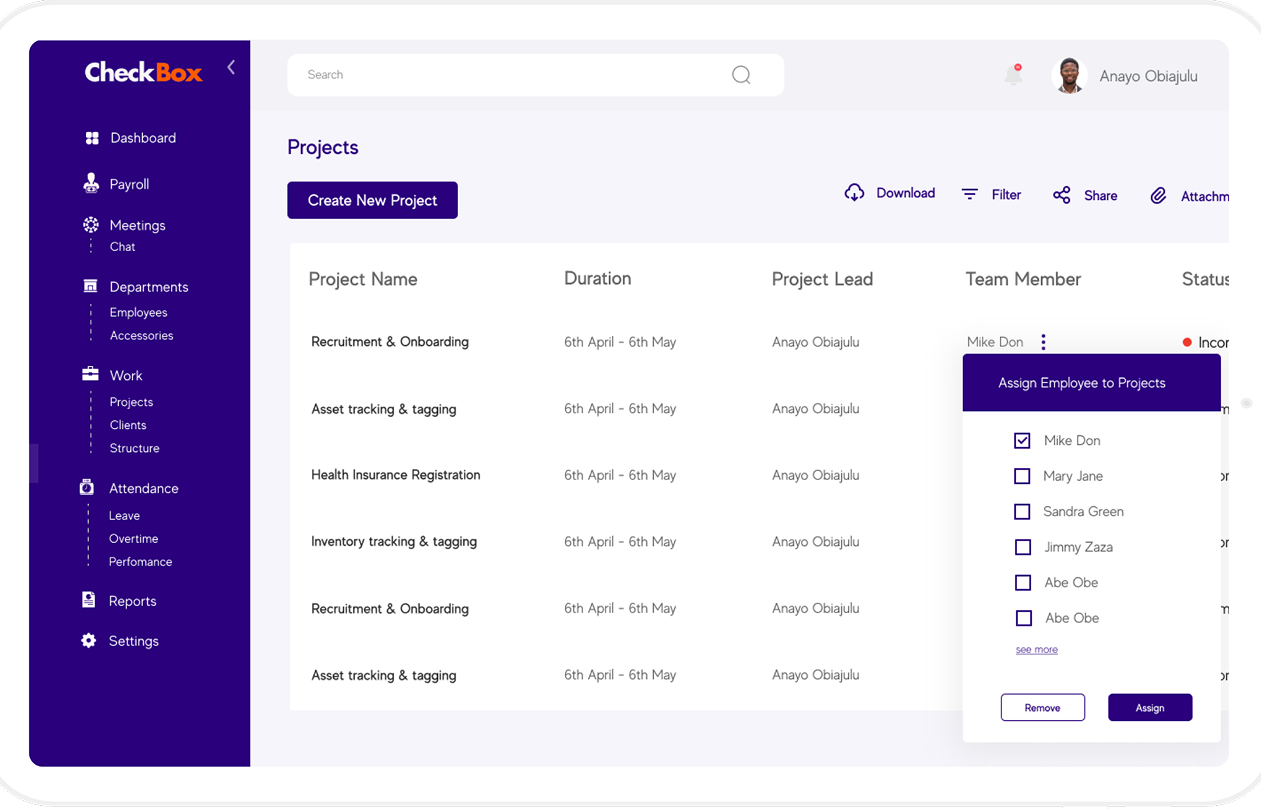 CheckBox
Search
Anayo Obiajulu
Dashboard
Payroll
Meetings
Chat
Departments
Employees
Accessories
Work
Projects
Clients
Structure
Attendance
Leave
Overtime
Perfomance
Reports
Settings
Projects
Create New Project
Download Filter Share Attachm
Project Name Duration Project Lead Team Member Status
Recruitment & Onboarding 6th April - 6th May Anayo Obiajulu Mike Don Incor
Asset tracking & tagging 6th April - 6th May Anayo Obiajulu
Health Insurance Registration 6th April - 6th May Anayo Obiajulu
Inventory tracking & tagging 6th April - 6th May Anayo Obiajulu
Recruitment & Onboarding 6th April - 6th May Anayo Obiajulu
Asset tracking & tagging 6th April - 6th May Anayo Obiajulu
Assign Employee to Projects
Mike Don
Mary Jane
Sandra Green
Jimmy Zaza
Abe Obe
Abe Obe
see more
Remove Assign